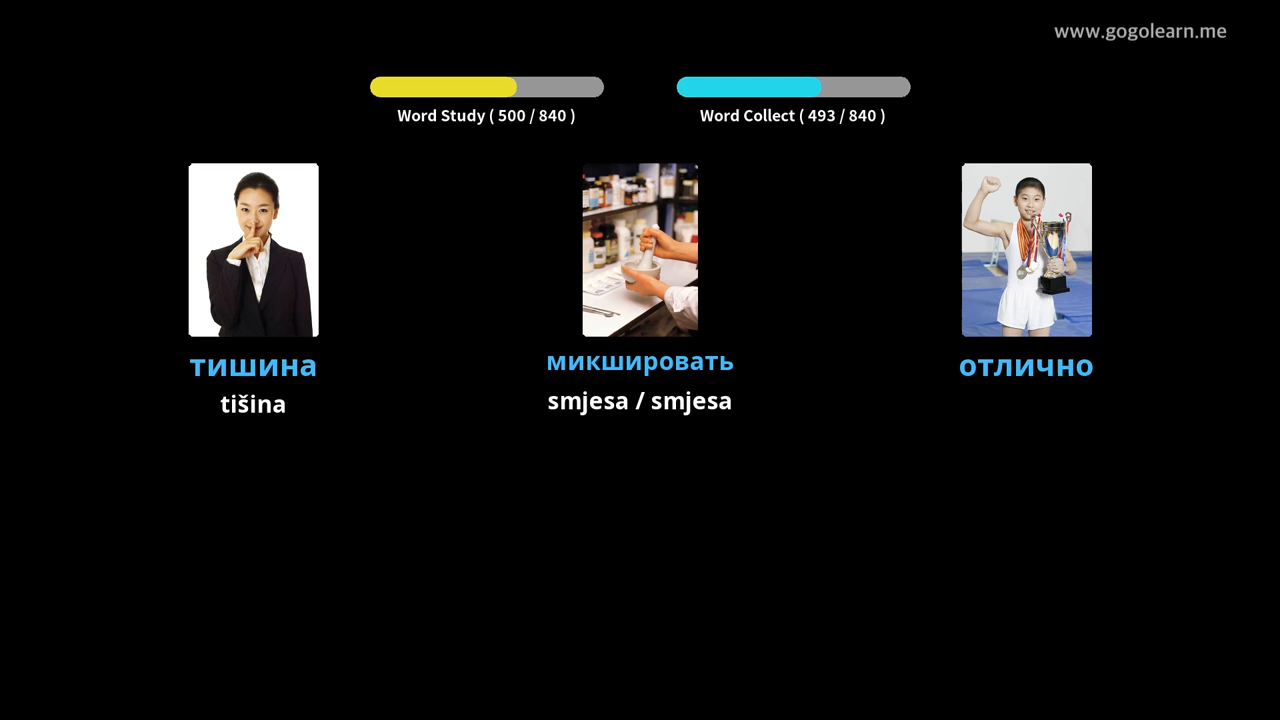 www.gogolearn.me
Word Study ( 500 / 840 )
Word Collect ( 493 / 840 )
тишина
tišina
микшировать
smjesa / smjesa
отлично